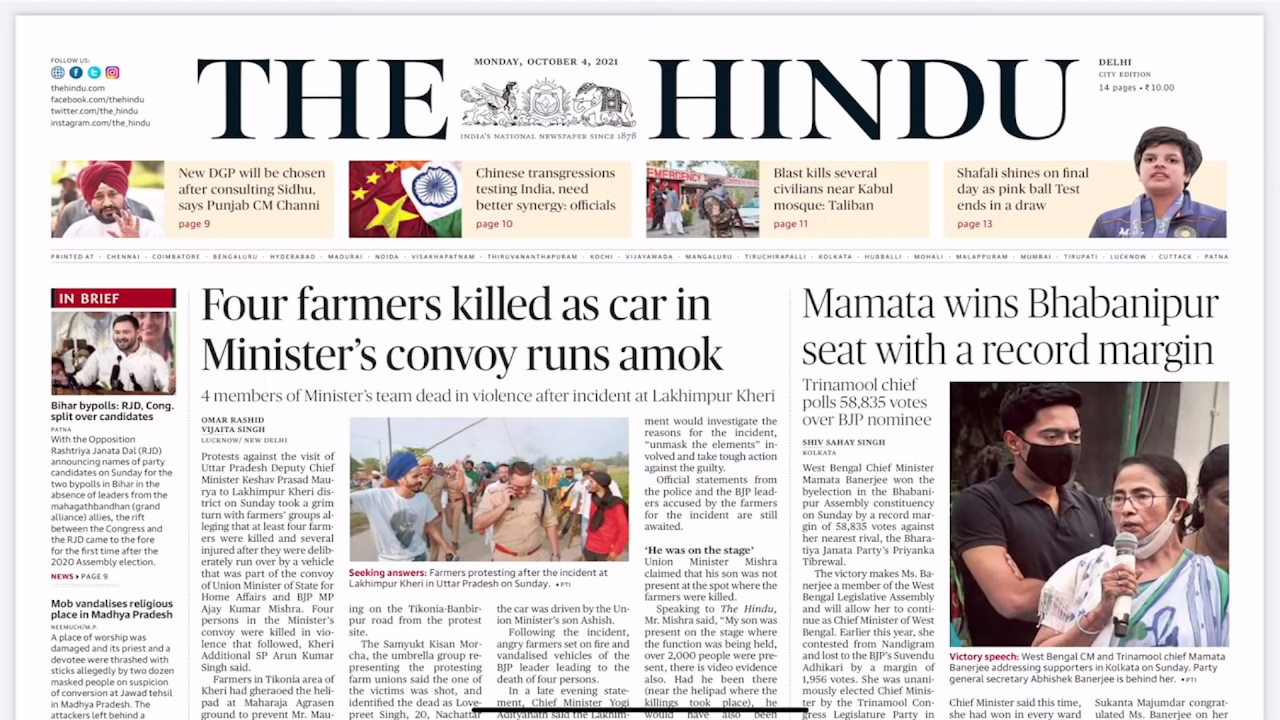 FOLLOW US:
thehindu.com
facebook.com/thehindu
twitter.com/the_hindu
instagram.com/the_hindu
THE HINDU
MONDAY, OCTOBER 4, 2021
INDIA'S NATIONAL NEWSPAPER SINCE 1878
DELHI
CITY EDITION
14 pages • ₹10.00
New DGP will be chosen
after consulting Sidhu,
says Punjab CM Channi
page 9
Chinese transgressions
testing India, need
better synergy: officials
page 10
EMERGENCY
Blast kills several
civilians near Kabul
mosque: Taliban
page 11
Shafali shines on final
day as pink ball Test
ends in a draw
page 13
PRINTED AT · CHENNAI · COIMBATORE · BENGALURU · HYDERABAD · MADURAI · NOIDA · VISAKHAPATNAM · THIRUVANANTHAPURAM · KOCHI · VIJAYAWADA · MANGALURU · TIRUCHIRAPALLI · KOLKATA · HUBBALLI · MOHALI · MALAPPURAM · MUMBAI · TIRUPATI · LUCKNOW · CUTTACK · PATNA
IN BRIEF
Bihar bypolls: RJD, Cong.
split over candidates
PATNA
With the Opposition
Rashtriya Janata Dal (RJD)
announcing names of party
candidates on Sunday for the
two bypolls in Bihar in the
absence of leaders from the
mahagathbandhan (grand
alliance) allies, the rift
between the Congress and
the RJD came to the fore
for the first time after the
2020 Assembly election.
NEWS ▸ PAGE 9
Mob vandalises religious
place in Madhya Pradesh
NEEMUCH/M.P.
A place of worship was
damaged and its priest and a
devotee were thrashed with
sticks allegedly by two dozen
masked people on suspicion
of conversion at Jawad tehsil
in Madhya Pradesh. The
attackers left behind a
Four farmers killed as car in
Minister's convoy runs amok
4 members of Minister's team dead in violence after incident at Lakhimpur Kheri
OMAR RASHID
VIJAITA SINGH
LUCKNOW/ NEW DELHI
Protests against the visit of
Uttar Pradesh Deputy Chief
Minister Keshav Prasad Mau-
rya to Lakhimpur Kheri dis-
trict on Sunday took a grim
turn with farmers' groups al-
leging that at least four farm-
ers were killed and several
injured after they were delib-
erately run over by a vehicle
that was part of the convoy
of Union Minister of State for
Home Affairs and BJP MP
Ajay Kumar Mishra. Four
persons in the Minister's
convoy were killed in vio-
lence that followed, Kheri
Additional SP Arun Kumar
Singh said.
Farmers in Tikonia area of
Kheri had gheraoed the heli-
pad at Maharaja Agrasen
ground to prevent Mr. Mau-
Seeking answers: Farmers protesting after the incident at
Lakhimpur Kheri in Uttar Pradesh on Sunday. • PTI
ing on the Tikonia-Banbir-
pur road from the protest
site.
The Samyukt Kisan Mor-
cha, the umbrella group re-
presenting the protesting
farm unions said the one of
the victims was shot, and
identified the dead as Love-
preet Singh, 20, Nachattar
the car was driven by the Un-
ion Minister's son Ashish.
Following the incident,
angry farmers set on fire and
vandalised vehicles of the
BJP leader leading to the
death of four persons.
In a late evening state-
ment, Chief Minister Yogi
Adityanath said the Lakhim-
ment would investigate the
reasons for the incident,
"unmask the elements" in-
volved and take tough action
against the guilty.
Official statements from
the police and the BJP lead-
ers accused by the farmers
for the incident are still
awaited.
'He was on the stage'
Union Minister Mishra
claimed that his son was not
present at the spot where the
farmers were killed.
Speaking to The Hindu,
Mr. Mishra said, "My son was
present on the stage where
the function was being held,
over 2,000 people were pre-
sent, there is video evidence
also. Had he been there
(near the helipad where the
killings took place), he
would have also been
Mamata wins Bhabanipur
seat with a record margin
Trinamool chief
polls 58,835 votes
over BJP nominee
SHIV SAHAY SINGH
KOLKATA
West Bengal Chief Minister
Mamata Banerjee won the
byelection in the Bhabani-
pur Assembly constituency
on Sunday by a record mar-
gin of 58,835 votes against
her nearest rival, the Bhara-
tiya Janata Party's Priyanka
Tibrewal.
The victory makes Ms. Ba-
nerjee a member of the West
Bengal Legislative Assembly
and will allow her to conti-
nue as Chief Minister of West
Bengal. Earlier this year, she
contested from Nandigram
and lost to the BJP's Suvendu
Adhikari by a margin of
1,956 votes. She was unani-
mously elected Chief Minis-
ter by the Trinamool Con-
gress Legislature Party in
Victory speech: West Bengal CM and Trinamool chief Mamata
Banerjee addressing supporters in Kolkata on Sunday. Party
general secretary Abhishek Banerjee is behind her. • PTI
Chief Minister said this time,
she had won in every ward
Sukanta Majumdar congrat-
ulated Ms. Banerjee on her